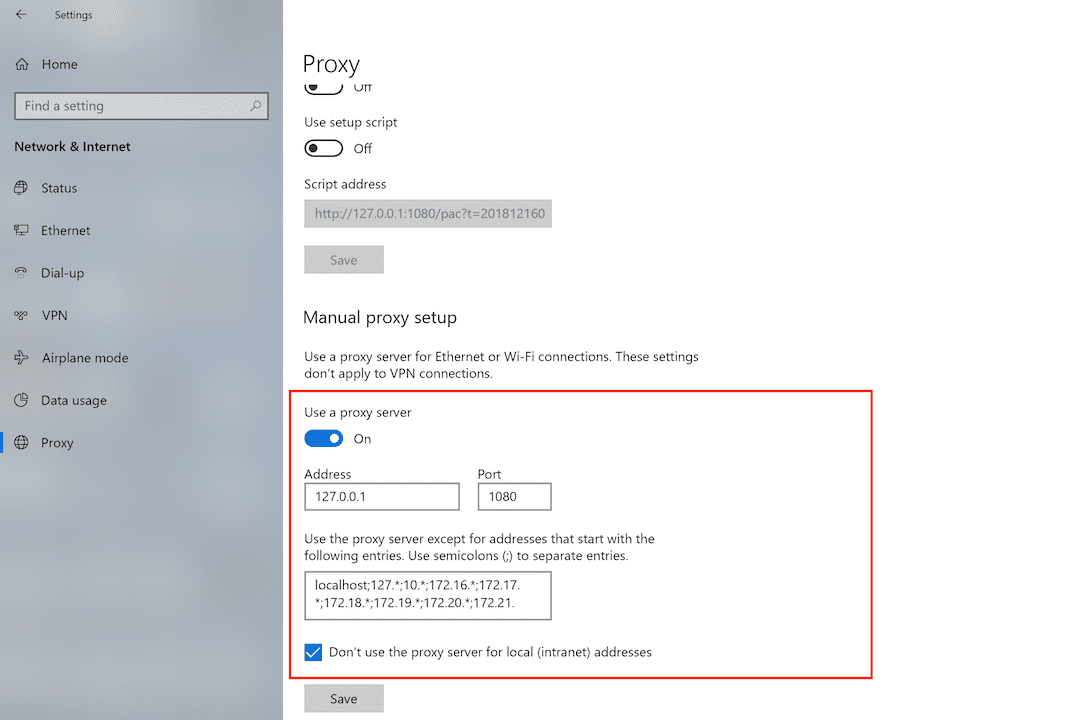 Settings
Home
Find a setting
Network & Internet
Status
Ethernet
Dial-up
VPN
Airplane mode
Data usage
Proxy
Proxy
Off
Use setup script
Off
Script address
http://127.0.0.1:1080/pac?t=201812160
Save
Manual proxy setup
Use a proxy server for Ethernet or Wi-Fi connections. These settings
don't apply to VPN connections.
Use a proxy server
On
Address Port
127.0.0.1 1080
Use the proxy server except for addresses that start with the
following entries. Use semicolons (;) to separate entries.
localhost;127.*;10.*;172.16.*;172.17.
*;172.18.*;172.19.*;172.20.*;172.21.
Don't use the proxy server for local (intranet) addresses
Save